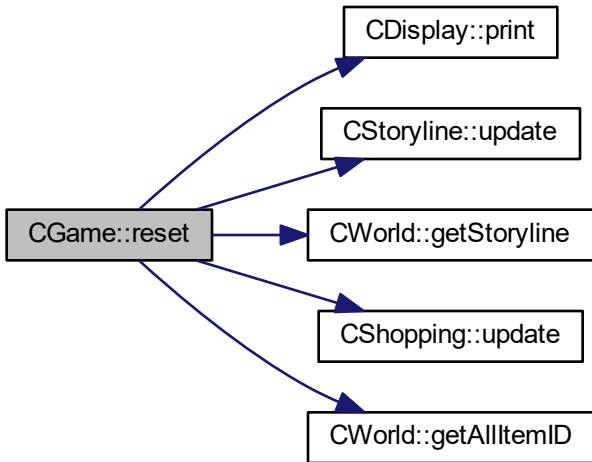 CDisplay::print
CStoryline::update
CGame::reset
CWorld::getStoryline
CShopping::update
CWorld::getAllItemID